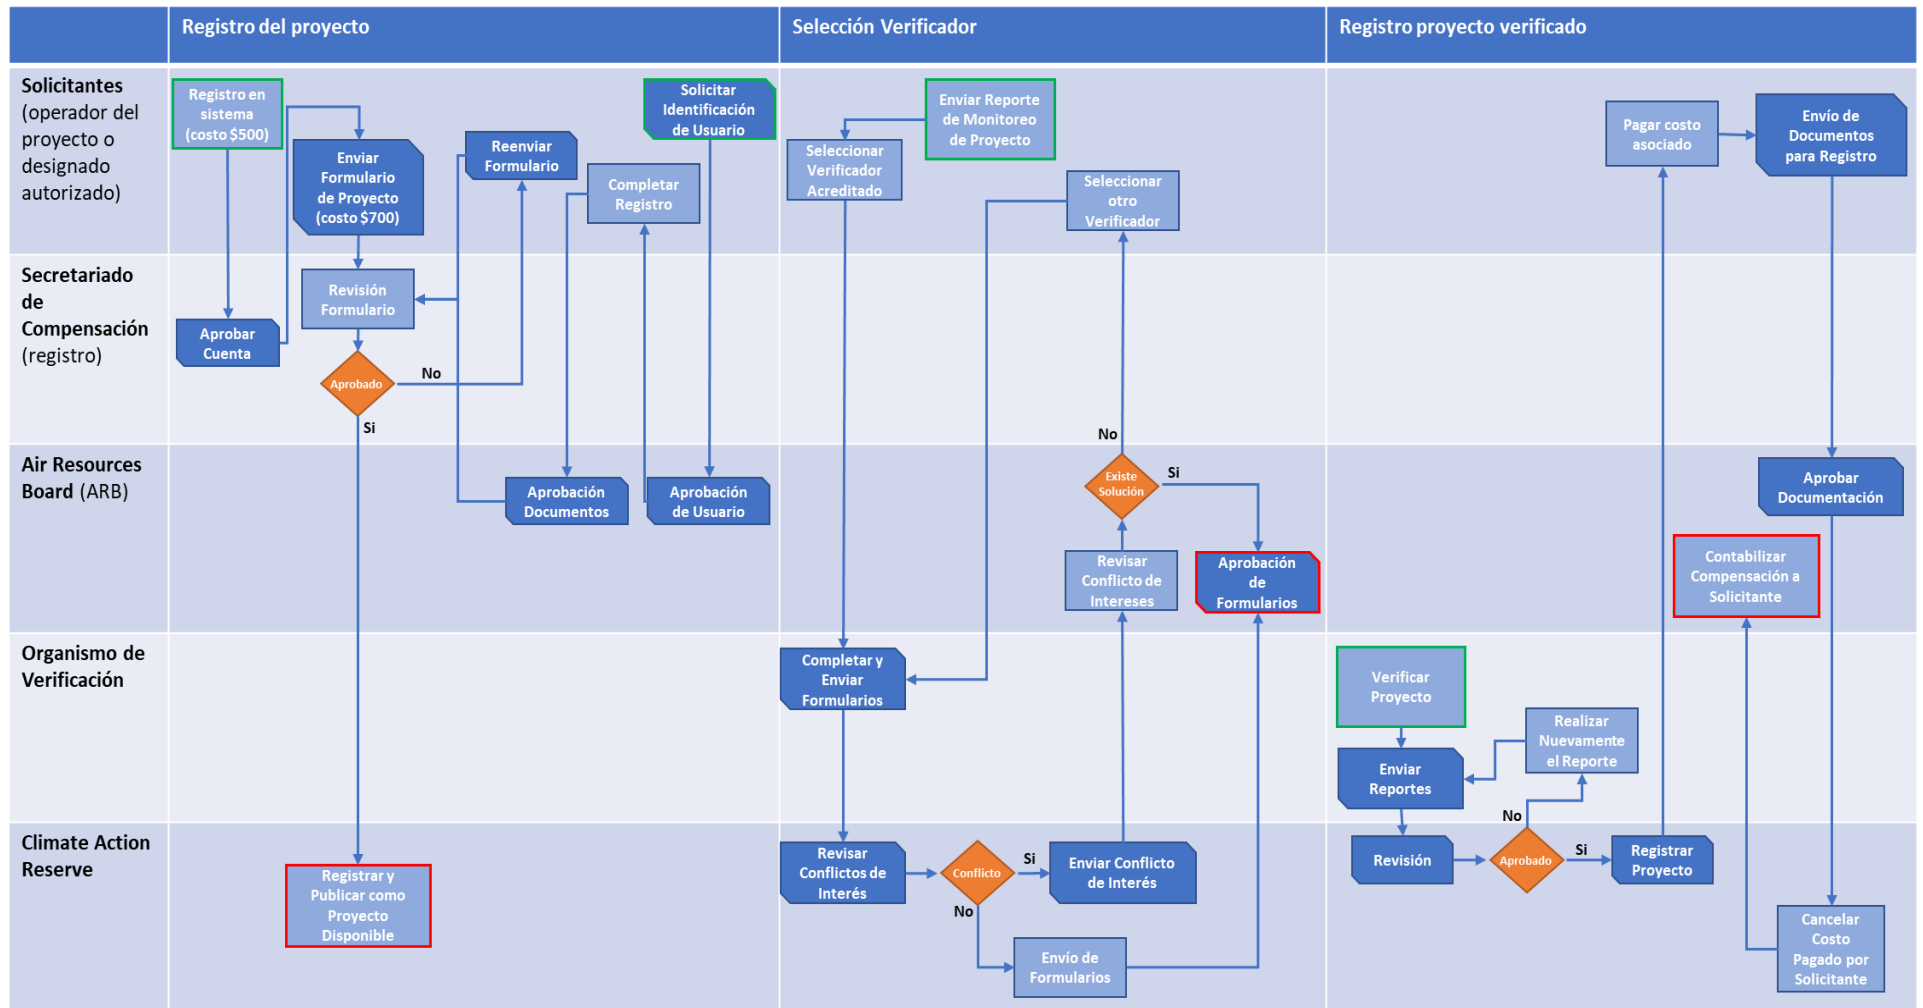 Registro del proyecto
Selección Verificador
Registro proyecto verificado
Solicitantes
(operador del
proyecto o
designado
autorizado)
Registro en
sistema
(costo $500)
Enviar
Formulario
de Proyecto
(costo $700)
Reenviar
Formulario
Completar
Registro
Solicitar
Identificación
de Usuario
Seleccionar
Verificador
Acreditado
Enviar Reporte
de Monitoreo
de Proyecto
Seleccionar
otro
Verificador
Pagar costo
asociado
Envío de
Documentos
para Registro
Secretariado
de
Compensación
(registro)
Aprobar
Cuenta
Revisión
Formulario
Aprobado
No
Si
Air Resources
Board (ARB)
Aprobación
Documentos
Aprobación
de Usuario
No
Existe
Solución
Si
Revisar
Conflicto de
Intereses
Aprobación
de
Formularios
Aprobar
Documentación
Contabilizar
Compensación a
Solicitante
Organismo de
Verificación
Completar y
Enviar
Formularios
Verificar
Proyecto
Enviar
Reportes
Realizar
Nuevamente
el Reporte
No
Climate Action
Reserve
Registrar y
Publicar como
Proyecto
Disponible
Revisar
Conflictos de
Interés
Conflicto
Si
No
Enviar Conflicto
de Interés
Envío de
Formularios
Revisión
Aprobado
Si
Registrar
Proyecto
Cancelar
Costo
Pagado por
Solicitante